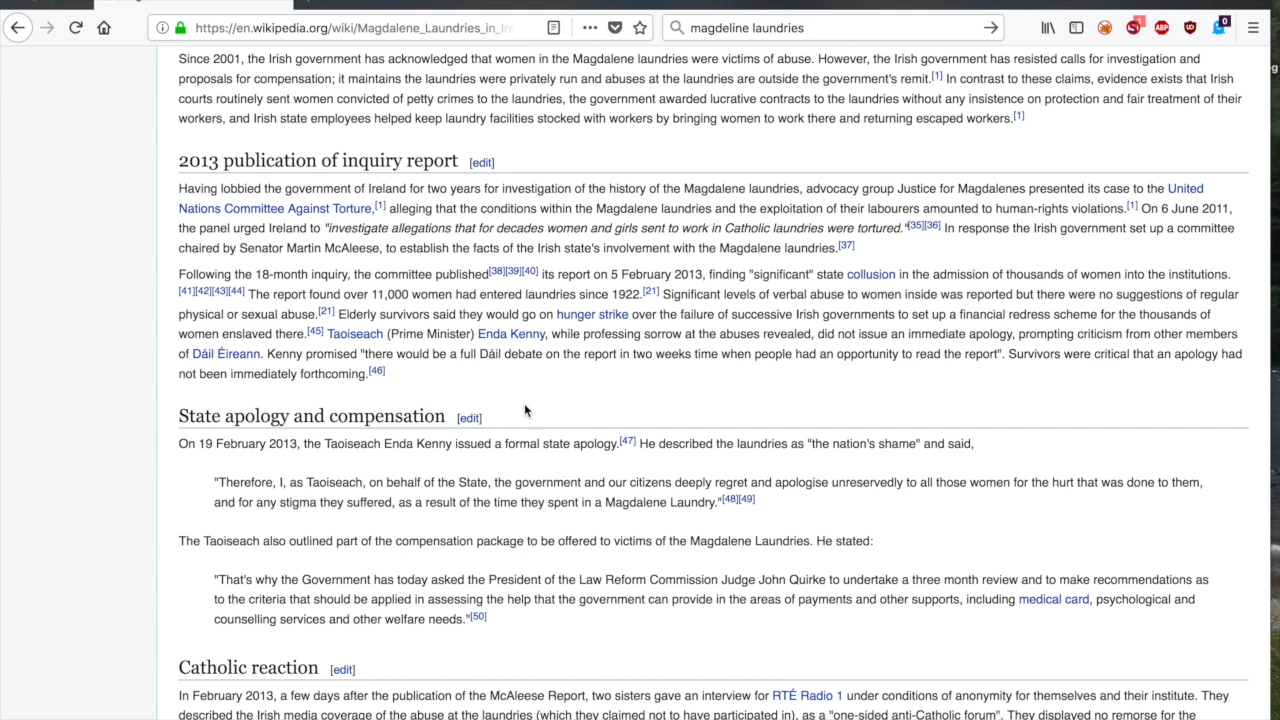 https://en.wikipedia.org/wiki/Magdalene_Laundries_in_Ire
magdeline laundries
1
ABP
0
Since 2001, the Irish government has acknowledged that women in the Magdalene laundries were victims of abuse. However, the Irish government has resisted calls for investigation and
proposals for compensation; it maintains the laundries were privately run and abuses at the laundries are outside the government's remit.[1] In contrast to these claims, evidence exists that Irish
courts routinely sent women convicted of petty crimes to the laundries, the government awarded lucrative contracts to the laundries without any insistence on protection and fair treatment of their
workers, and Irish state employees helped keep laundry facilities stocked with workers by bringing women to work there and returning escaped workers.[1]
2013 publication of inquiry report [edit]
Having lobbied the government of Ireland for two years for investigation of the history of the Magdalene laundries, advocacy group Justice for Magdalenes presented its case to the United
Nations Committee Against Torture,[1] alleging that the conditions within the Magdalene laundries and the exploitation of their labourers amounted to human-rights violations.[1] On 6 June 2011,
the panel urged Ireland to "investigate allegations that for decades women and girls sent to work in Catholic laundries were tortured."[35][36] In response the Irish government set up a committee
chaired by Senator Martin McAleese, to establish the facts of the Irish state's involvement with the Magdalene laundries.[37]
Following the 18-month inquiry, the committee published[38][39][40] its report on 5 February 2013, finding "significant" state collusion in the admission of thousands of women into the institutions.
[41][42][43][44] The report found over 11,000 women had entered laundries since 1922.[21] Significant levels of verbal abuse to women inside was reported but there were no suggestions of regular
physical or sexual abuse.[21] Elderly survivors said they would go on hunger strike over the failure of successive Irish governments to set up a financial redress scheme for the thousands of
women enslaved there.[45] Taoiseach (Prime Minister) Enda Kenny, while professing sorrow at the abuses revealed, did not issue an immediate apology, prompting criticism from other members
of Dáil Éireann. Kenny promised "there would be a full Dáil debate on the report in two weeks time when people had an opportunity to read the report". Survivors were critical that an apology had
not been immediately forthcoming.[46]
State apology and compensation [edit]
On 19 February 2013, the Taoiseach Enda Kenny issued a formal state apology.[47] He described the laundries as "the nation's shame" and said,
"Therefore, I, as Taoiseach, on behalf of the State, the government and our citizens deeply regret and apologise unreservedly to all those women for the hurt that was done to them,
and for any stigma they suffered, as a result of the time they spent in a Magdalene Laundry."[48][49]
The Taoiseach also outlined part of the compensation package to be offered to victims of the Magdalene Laundries. He stated:
"That's why the Government has today asked the President of the Law Reform Commission Judge John Quirke to undertake a three month review and to make recommendations as
to the criteria that should be applied in assessing the help that the government can provide in the areas of payments and other supports, including medical card, psychological and
counselling services and other welfare needs."[50]
Catholic reaction [edit]
In February 2013, a few days after the publication of the McAleese Report, two sisters gave an interview for RTÉ Radio 1 under conditions of anonymity for themselves and their institute. They
described the Irish media coverage of the abuse at the laundries (which they claimed not to have participated in), as a "one-sided anti-Catholic forum". They displayed no remorse for the